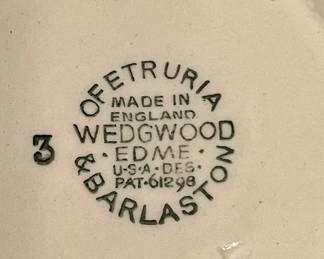 OF ETRURIA
MADE IN
ENGLAND
WEDGWOOD
· EDME ·
U·S·A· DES·
PAT·61298
& BARLASTON
3